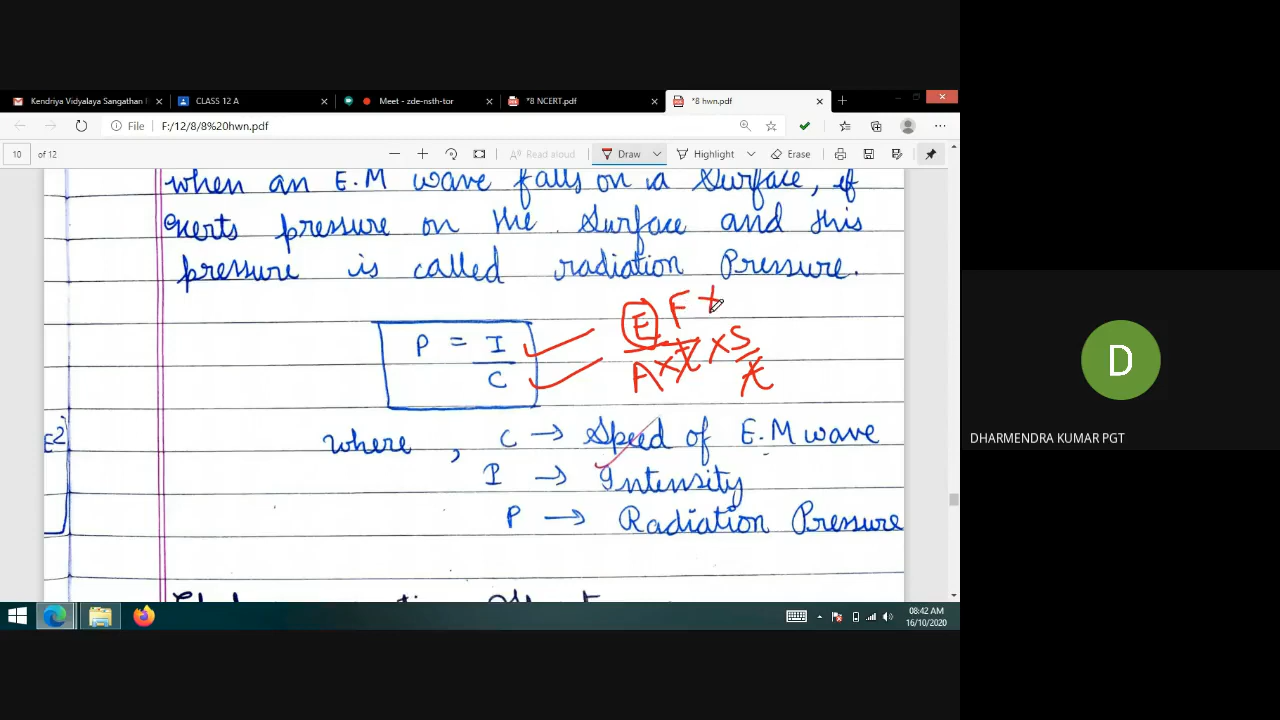 Kendriya Vidyalaya Sangathan
CLASS 12 A
Meet - zde-nsth-tor
*8 NCERT.pdf
*8 hwn.pdf
File F:/12/8/8%20hwn.pdf
10 of 12
Read aloud
Draw
Highlight
Erase
when an E.M wave falls on a Surface, if
exerts pressure on the Surface and this
pressure is called radiation Pressure.
E F x
A x t x S/t
P = I/C
where, C → Speed of E.M wave
I → Intensity
E²
P → Radiation Pressure
DHARMENDRA KUMAR PGT
D
08:42 AM
16/10/2020